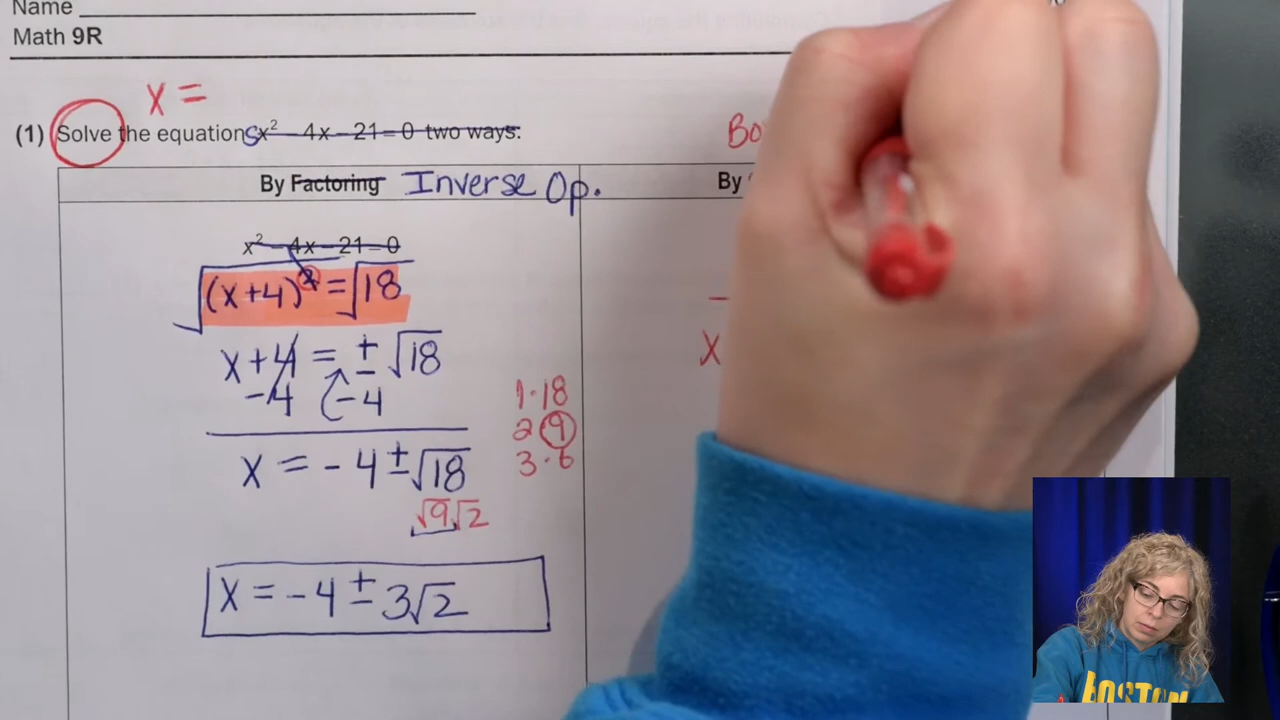 Name
Math 9R
x =
(1) Solve the equations x² - 4x - 21 = 0 two ways:
By Factoring Inverse Op.
By
x² - 4x - 21 = 0
√(x+4)² = √18
x+4 = ± √18
-4 -4
1·18
2 9
3·6
x = -4 ± √18
√9√2
x = -4 ± 3√2
x
BOSTON